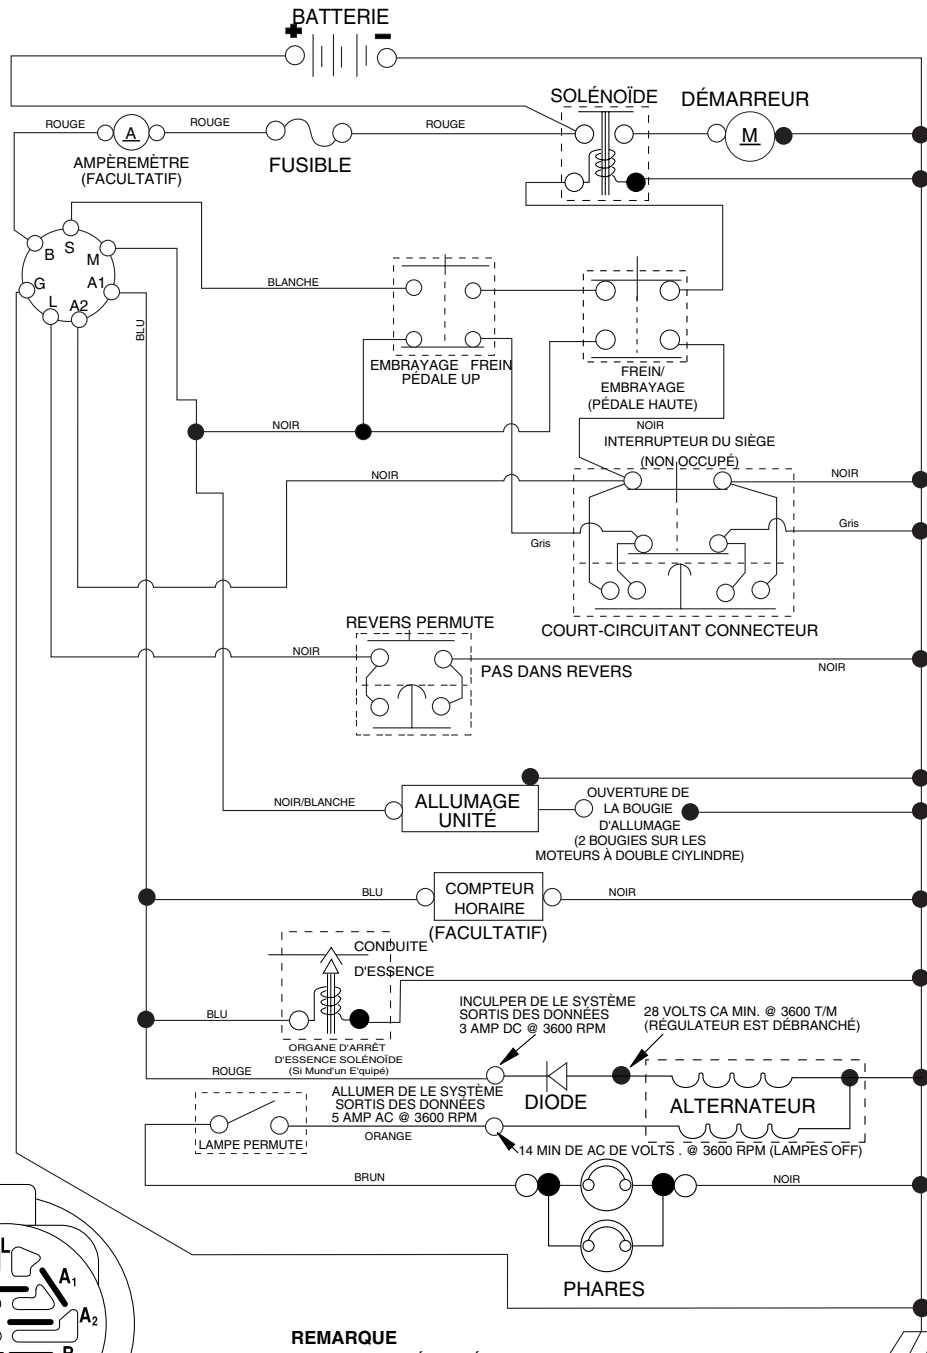 BATTERIE
+ -
SOLÉNOÏDE
DÉMARREUR
ROUGE
A
ROUGE
ROUGE
M
AMPÈREMÈTRE
(FACULTATIF)
FUSIBLE
B
S
M
G
A1
L
A2
BLU
BLANCHE
EMBRAYAGE FREIN
PÉDALE UP
FREIN/
EMBRAYAGE
(PÉDALE HAUTE)
NOIR
NOIR
INTERRUPTEUR DU SIÈGE
(NON OCCUPÉ)
NOIR
NOIR
Gris
Gris
COURT-CIRCUITANT CONNECTEUR
REVERS PERMUTE
NOIR
PAS DANS REVERS
NOIR
NOIR/BLANCHE
ALLUMAGE
UNITÉ
OUVERTURE DE
LA BOUGIE
D'ALLUMAGE
(2 BOUGIES SUR LES
MOTEURS À DOUBLE CIYLINDRE)
BLU
COMPTEUR
HORAIRE
NOIR
(FACULTATIF)
CONDUITE
D'ESSENCE
BLU
ORGANE D'ARRÊT
D'ESSENCE SOLÉNOÏDE
(Si Mund'un E'quipé)
INCULPER DE LE SYSTÈME
SORTIS DES DONNÉES
3 AMP DC @ 3600 RPM
28 VOLTS CA MIN. @ 3600 T/M
(RÉGULATEUR EST DÉBRANCHÉ)
ROUGE
DIODE
ALTERNATEUR
ALLUMER DE LE SYSTÈME
SORTIS DES DONNÉES
5 AMP AC @ 3600 RPM
ORANGE
LAMPE PERMUTE
14 MIN DE AC DE VOLTS . @ 3600 RPM (LAMPES OFF)
BRUN
NOIR
PHARES
L
A1
A2
REMARQUE